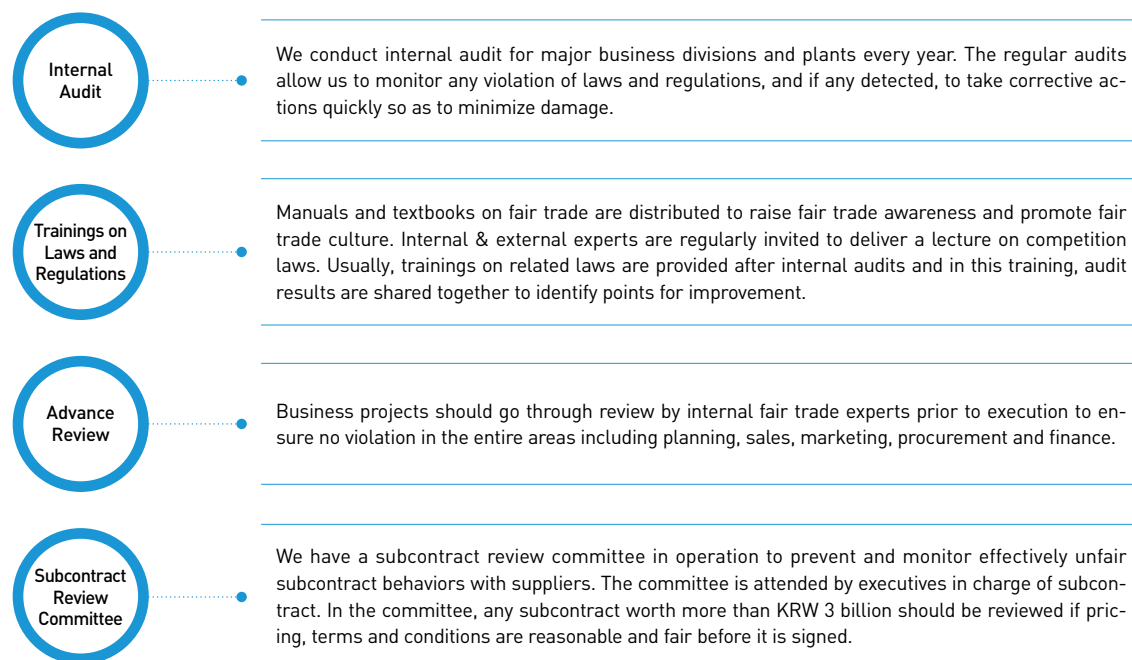 Internal
Audit
We conduct internal audit for major business divisions and plants every year. The regular audits
allow us to monitor any violation of laws and regulations, and if any detected, to take corrective ac-
tions quickly so as to minimize damage.
Trainings on
Laws and
Regulations
Manuals and textbooks on fair trade are distributed to raise fair trade awareness and promote fair
trade culture. Internal & external experts are regularly invited to deliver a lecture on competition
laws. Usually, trainings on related laws are provided after internal audits and in this training, audit
results are shared together to identify points for improvement.
Advance
Review
Business projects should go through review by internal fair trade experts prior to execution to en-
sure no violation in the entire areas including planning, sales, marketing, procurement and finance.
Subcontract
Review
Committee
We have a subcontract review committee in operation to prevent and monitor effectively unfair
subcontract behaviors with suppliers. The committee is attended by executives in charge of subcon-
tract. In the committee, any subcontract worth more than KRW 3 billion should be reviewed if pric-
ing, terms and conditions are reasonable and fair before it is signed.